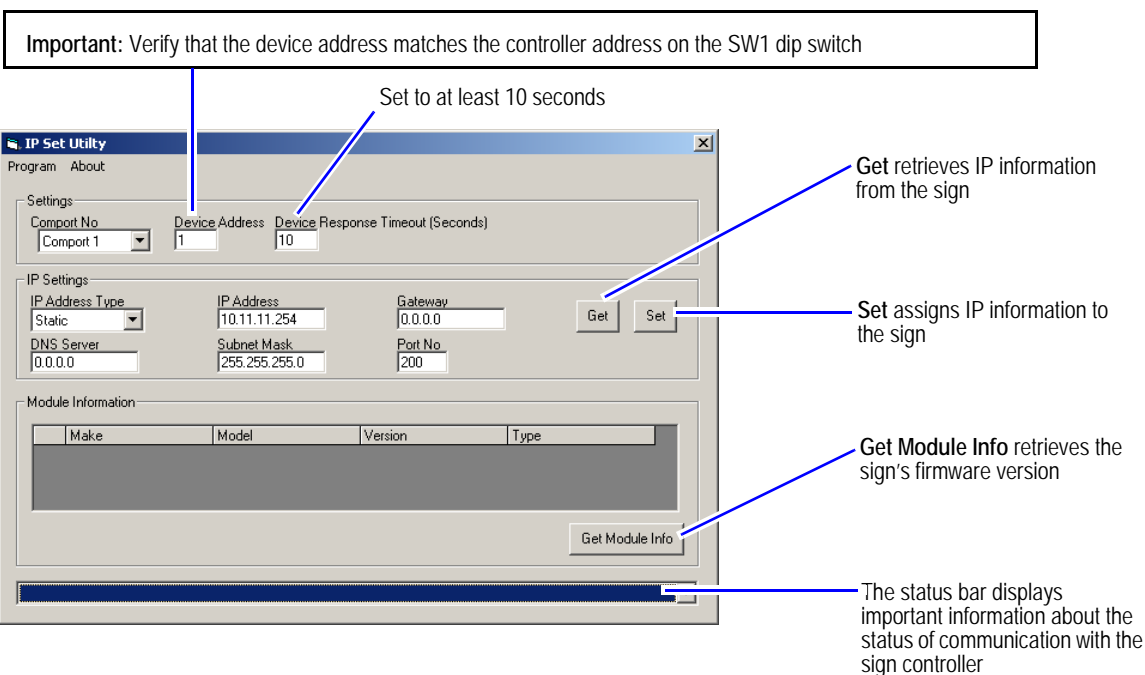 Important: Verify that the device address matches the controller address on the SW1 dip switch
Set to at least 10 seconds
IP Set Utilty
Program About
Settings
Comport No Device Address Device Response Timeout (Seconds)
Comport 1 1 10
IP Settings
IP Address Type IP Address Gateway
Static 10.11.11.254 0.0.0.0 Get Set
DNS Server Subnet Mask Port No
0.0.0.0 255.255.255.0 200
Module Information
Make Model Version Type
Get Module Info
Get retrieves IP information
from the sign
Set assigns IP information to
the sign
Get Module Info retrieves the
sign's firmware version
The status bar displays
important information about the
status of communication with the
sign controller